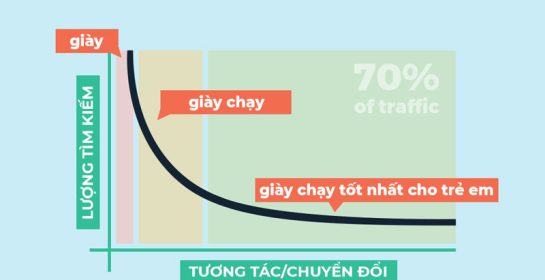 giày
giày chạy
70%
of traffic
giày chạy tốt nhất cho trẻ em
LƯỢNG TÌM KIẾM
TƯƠNG TÁC/CHUYỂN ĐỔI